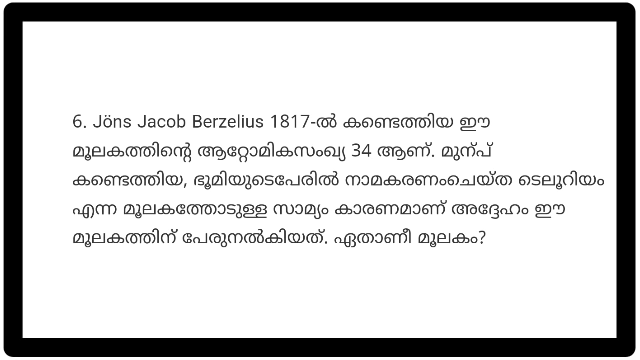 6. Jöns Jacob Berzelius 1817-ൽ കണ്ടെത്തിയ ഈ
മൂലകത്തിന്റെ ആറ്റോമികസംഖ്യ 34 ആണ്. മുന്പ്
കണ്ടെത്തിയ, ഭൂമിയുടെപേരിൽ നാമകരണംചെയ്ത ടെലൂറിയം
എന്ന മൂലകത്തോടുള്ള സാമ്യം കാരണമാണ് അദ്ദേഹം ഈ
മൂലകത്തിന് പേരുനൽകിയത്. ഏതാണീ മൂലകം?